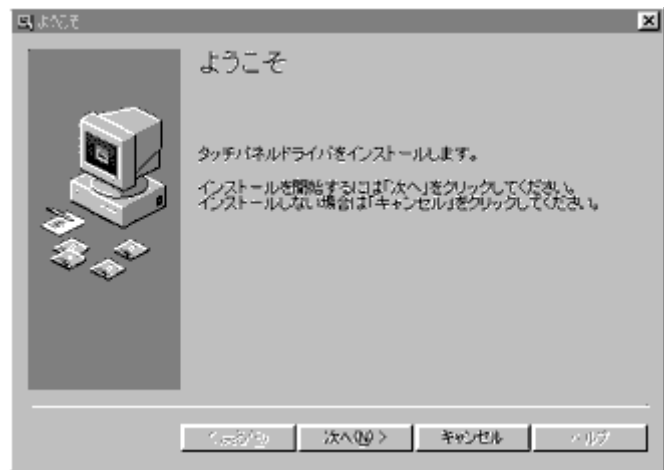 ようこそ
ようこそ
タッチパネルドライバをインストールします。
インストールを開始するには「次へ」をクリックしてください。
インストールしない場合は「キャンセル」をクリックしてください。
次へ(N) >
キャンセル
ヘルプ